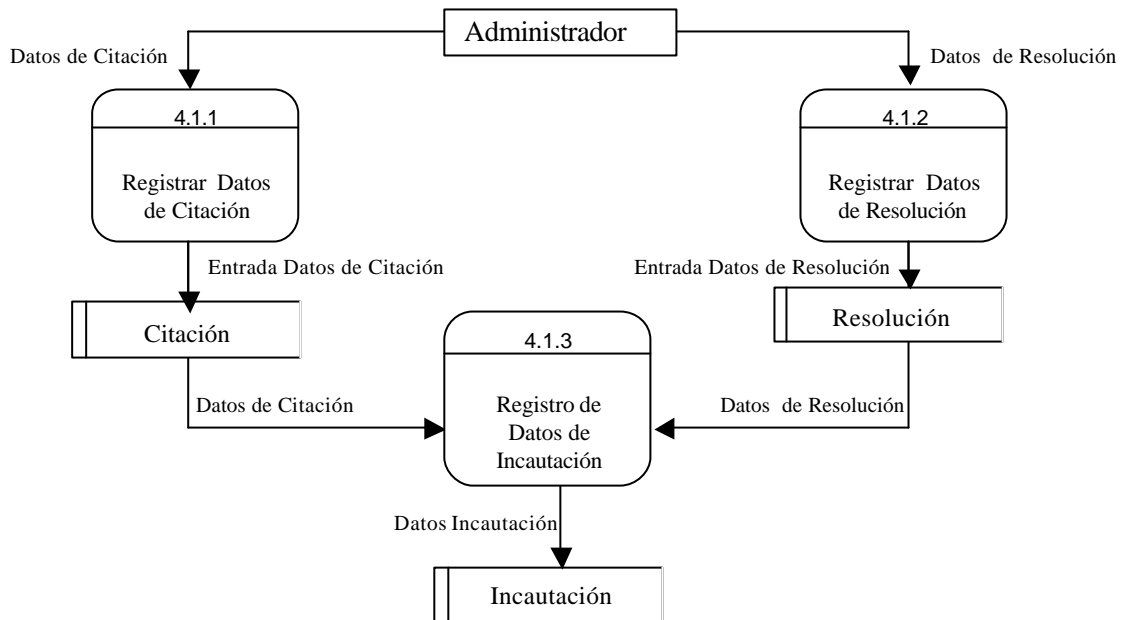 Administrador
Datos de Citación
Datos de Resolución
4.1.1
Registrar Datos
de Citación
4.1.2
Registrar Datos
de Resolución
Entrada Datos de Citación
Entrada Datos de Resolución
Citación
Resolución
4.1.3
Registro de
Datos de
Incautación
Datos de Citación
Datos de Resolución
Datos Incautación
Incautación